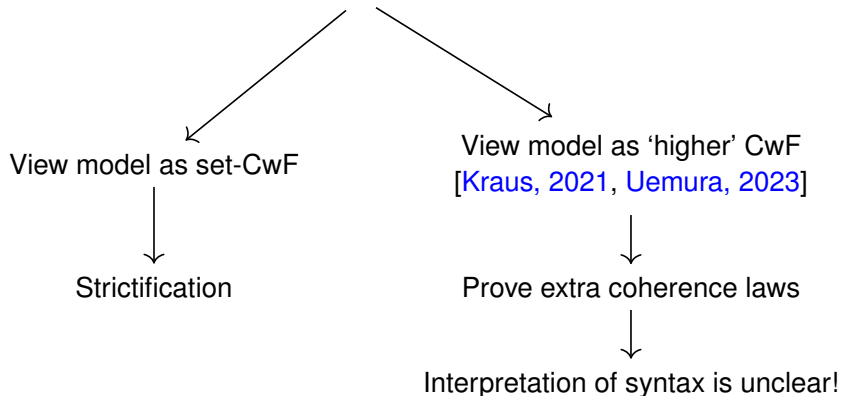 View model as set-CwF
Strictification
View model as ‘higher’ CwF
[Kraus, 2021, Uemura, 2023]
Prove extra coherence laws
Interpretation of syntax is unclear!